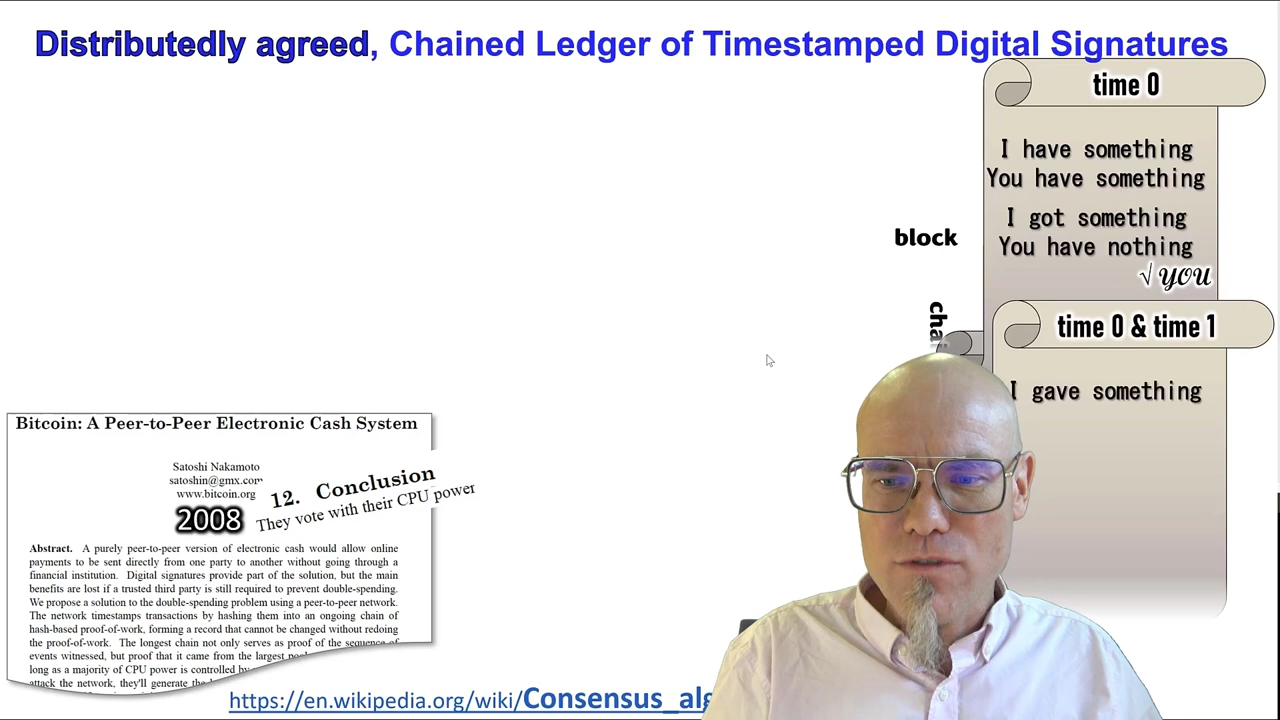 Distributedly agreed, Chained Ledger of Timestamped Digital Signatures
time 0
I have something
You have something
I got something
You have nothing
√ you
block
time 0 & time 1
I gave something
Bitcoin: A Peer-to-Peer Electronic Cash System
Satoshi Nakamoto
satoshin@gmx.com
www.bitcoin.org
2008
12. Conclusion
They vote with their CPU power
Abstract. A purely peer-to-peer version of electronic cash would allow online
payments to be sent directly from one party to another without going through a
financial institution. Digital signatures provide part of the solution, but the main
benefits are lost if a trusted third party is still required to prevent double-spending.
We propose a solution to the double-spending problem using a peer-to-peer network.
The network timestamps transactions by hashing them into an ongoing chain of
hash-based proof-of-work, forming a record that cannot be changed without redoing
the proof-of-work. The longest chain not only serves as proof of the sequence of
events witnessed, but proof that it came from the largest
long as a majority of CPU power is controlled by
attack the network, they'll generate the
https://en.wikipedia.org/wiki/Consensus_alg